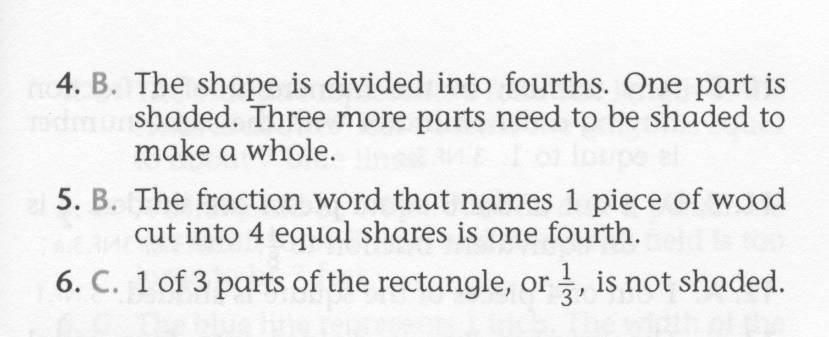 4. B. The shape is divided into fourths. One part is
shaded. Three more parts need to be shaded to
make a whole.
5. B. The fraction word that names 1 piece of wood
cut into 4 equal shares is one fourth.
6. C. 1 of 3 parts of the rectangle, or 1/3, is not shaded.